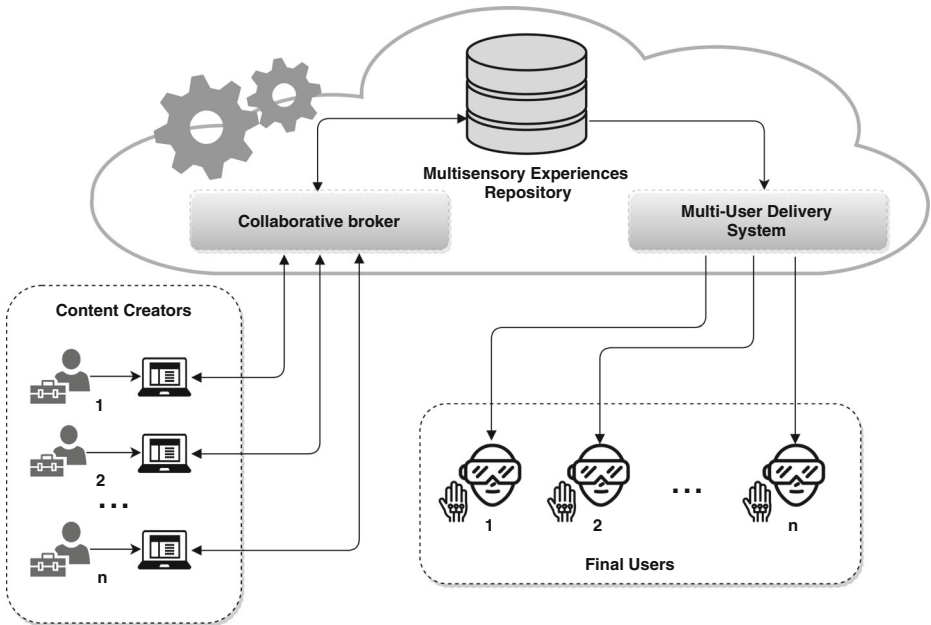 Multisensory Experiences
Repository
Collaborative broker
Multi-User Delivery
System
Content Creators
1
2
...
n
1
2
...
n
Final Users